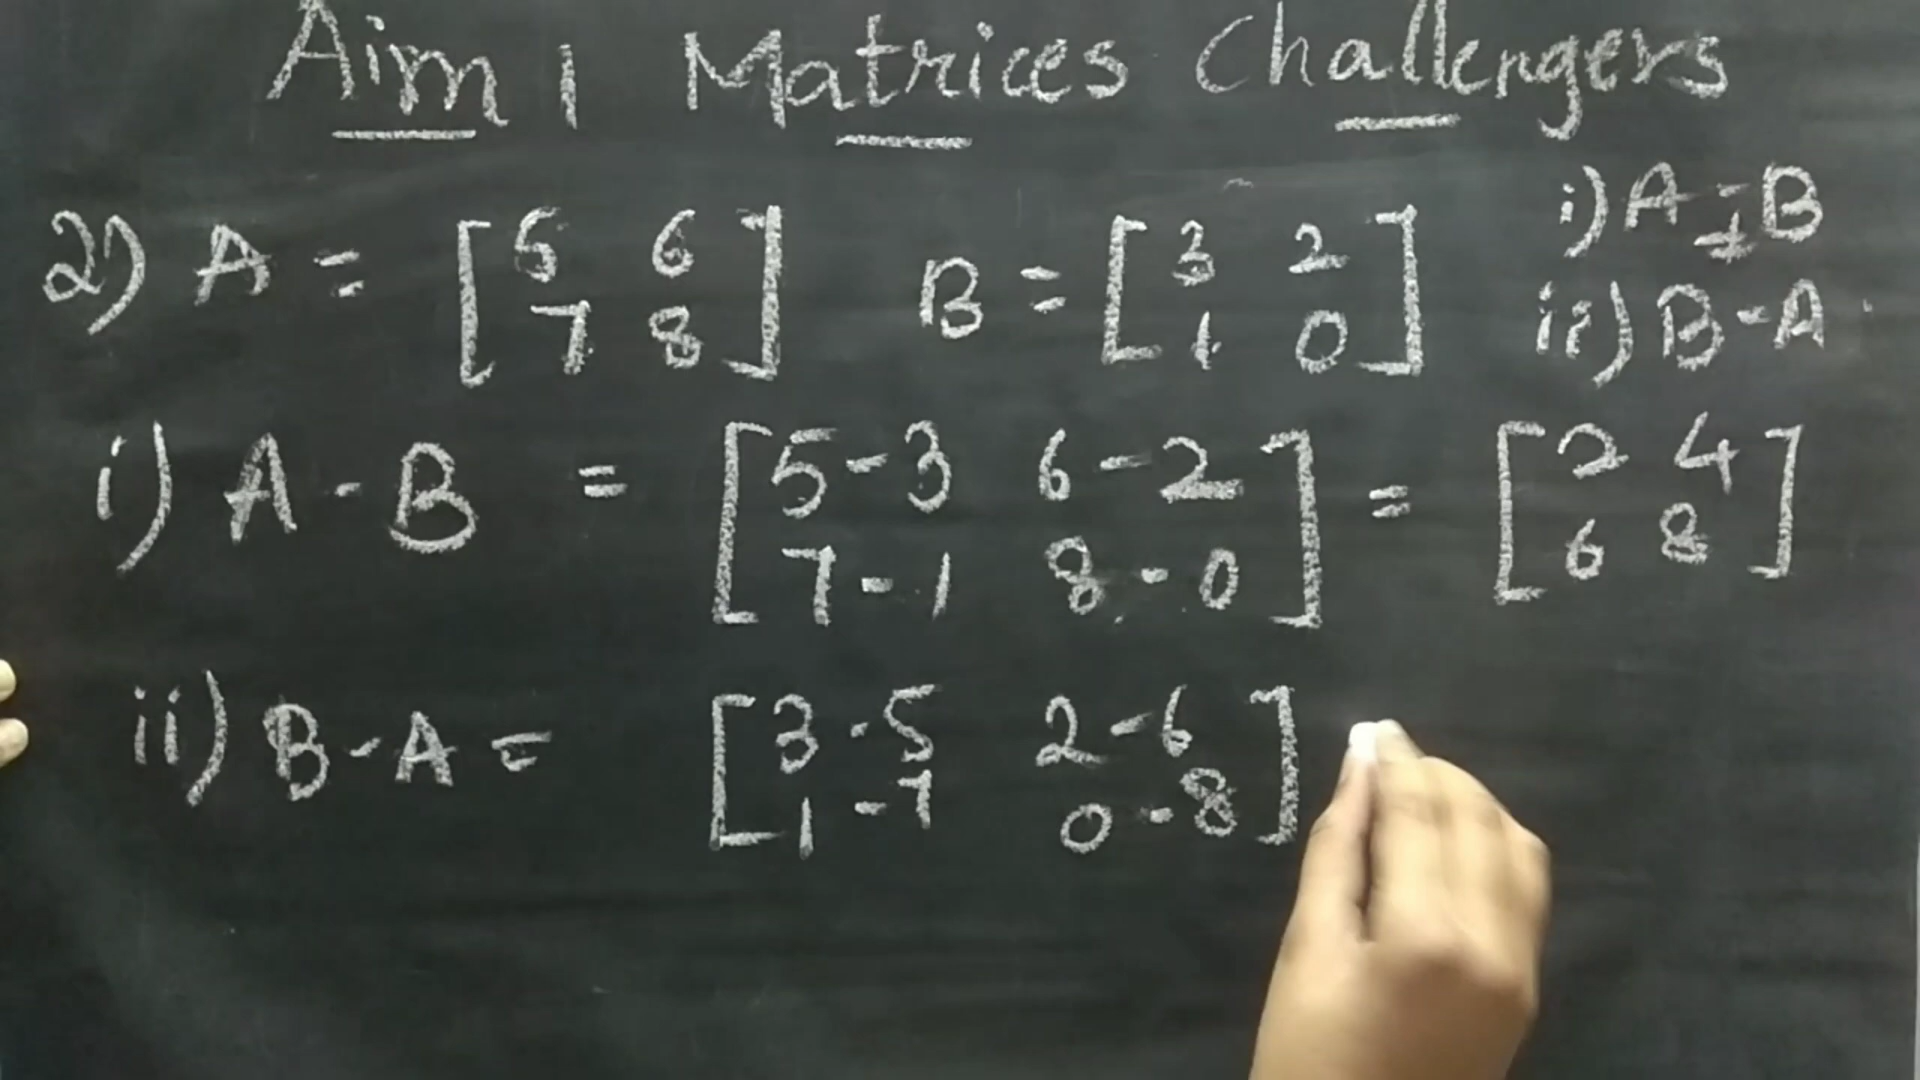 Aim 1 Matrices Challengers
2) A = [5 6 B = [3 2 i) A - B
7 8] 1 0] ii) B - A
i) A - B = [5-3 6-2 = [2 4
7-1 8-0] 6 8]
ii) B - A = [3-5 2-6
1-7 0-8]